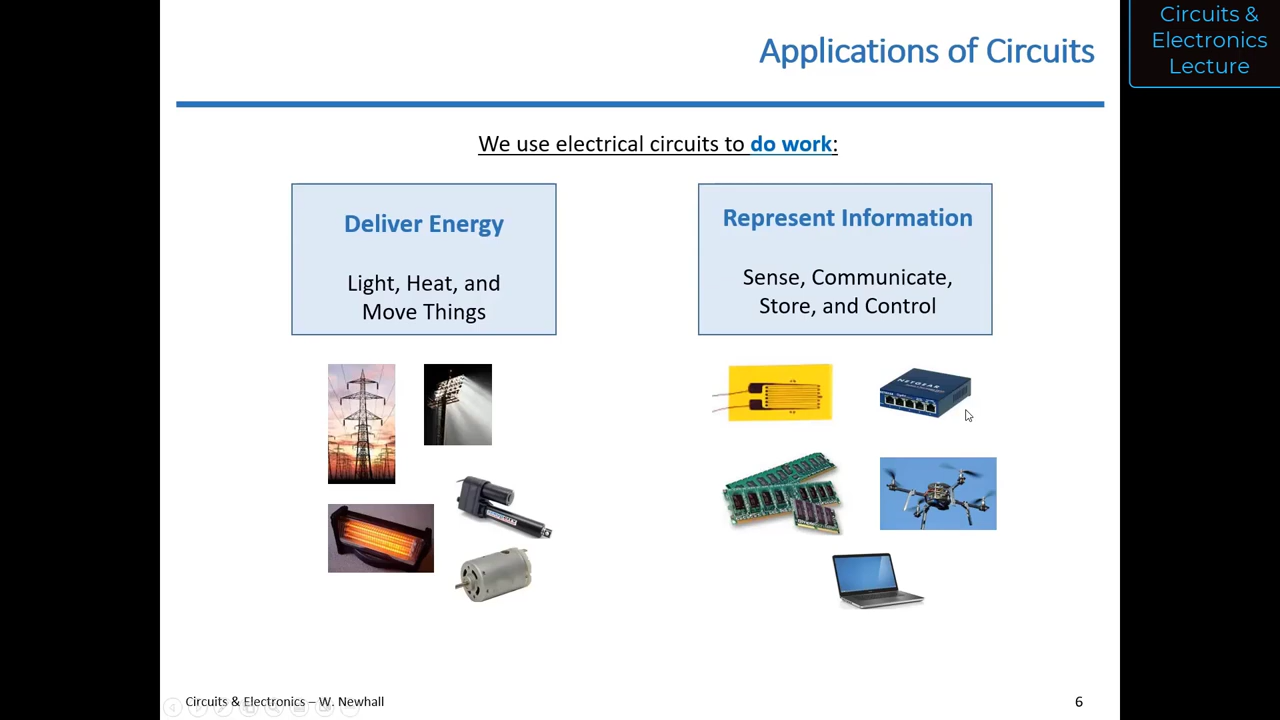 Circuits &
Electronics
Lecture
Applications of Circuits
We use electrical circuits to do work:
Deliver Energy
Light, Heat, and
Move Things
Represent Information
Sense, Communicate,
Store, and Control
NETGEAR
Circuits & Electronics – W. Newhall
6